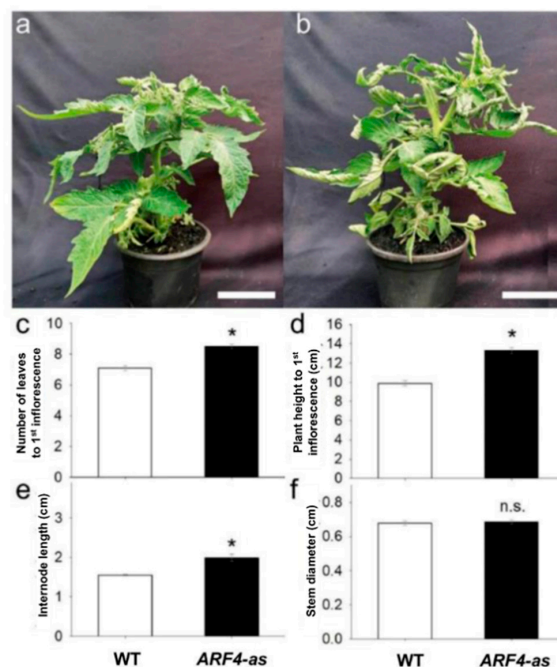 a
b
c
Number of leaves
to 1st inflorescence
10
8
6
4
2
0
*
d
Plant height to 1st
inflorescence (cm)
16
14
12
10
8
6
4
2
0
*
e
Internode length (cm)
3
2
1
0
*
f
Stem diameter (cm)
0.8
0.6
0.4
0.2
0.0
n.s.
WT
ARF4-as
WT
ARF4-as